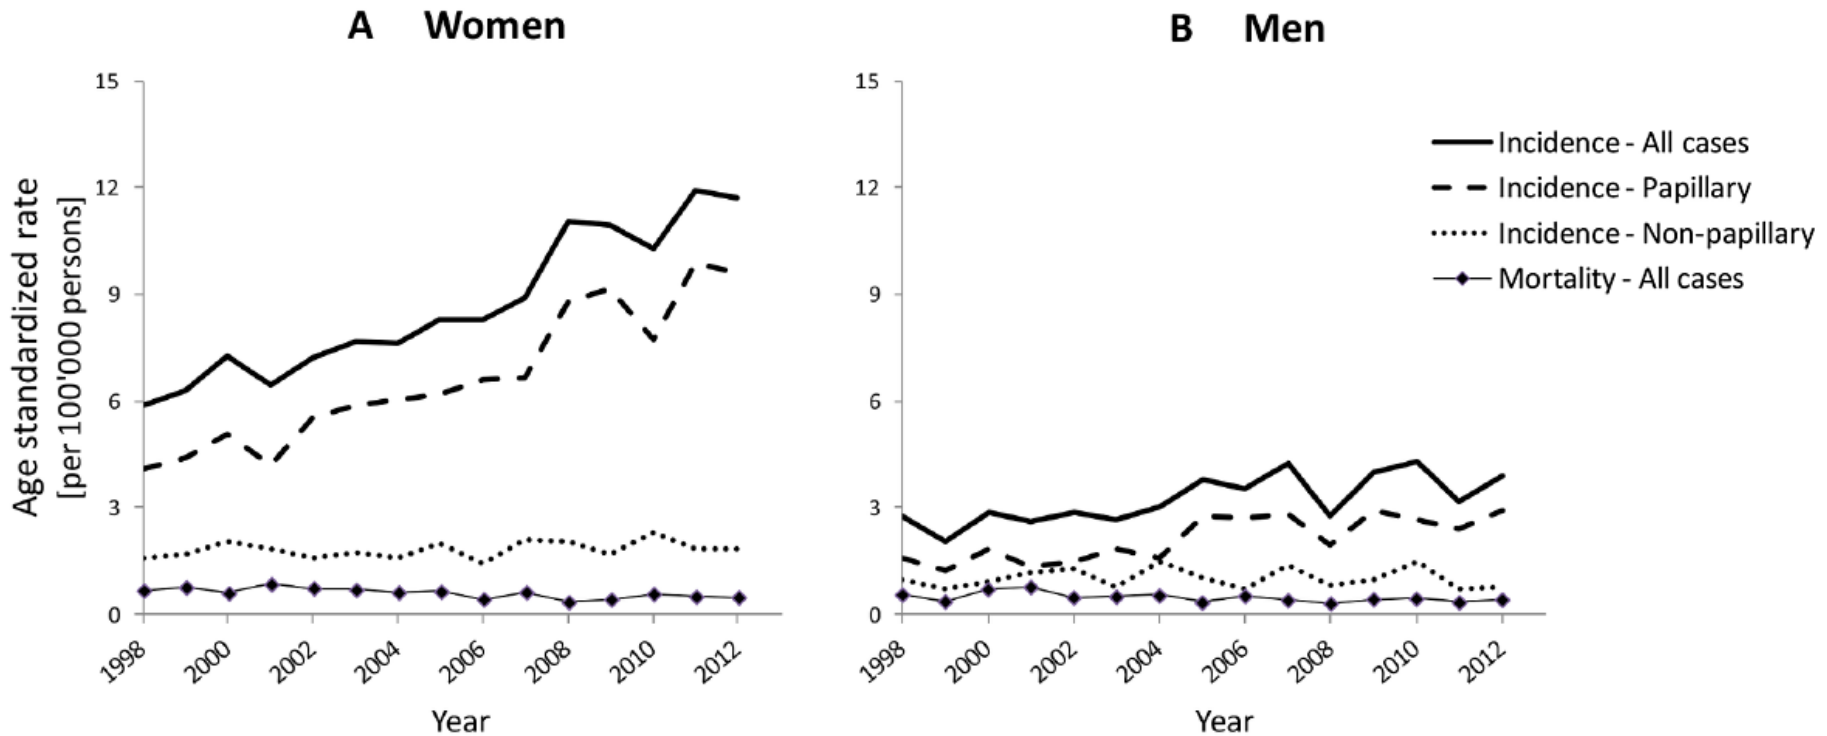 A Women
B Men
Age standardized rate
[per 100'000 persons]
15
12
9
6
3
0
1998
2000
2002
2004
2006
2008
2010
2012
Year
15
12
9
6
3
0
1998
2000
2002
2004
2006
2008
2010
2012
Year
Incidence - All cases
Incidence - Papillary
Incidence - Non-papillary
Mortality - All cases